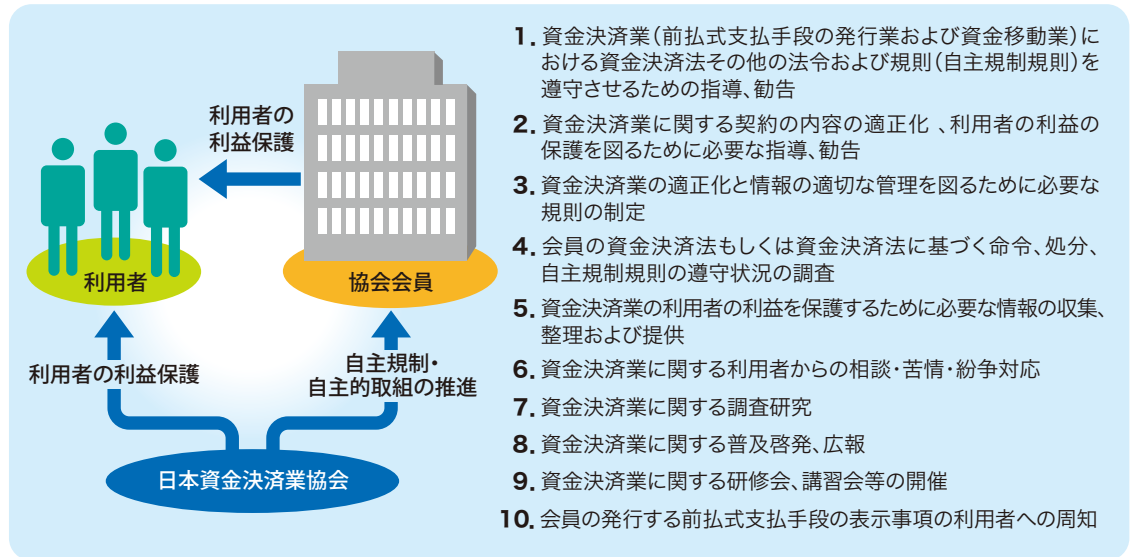 利用者の
利益保護
利用者
協会会員
利用者の利益保護
自主規制・
自主的取組の推進
日本資金決済業協会
1. 資金決済業(前払式支払手段の発行業および資金移動業)に
おける資金決済法その他の法令および規則(自主規制規則)を
遵守させるための指導、勧告
2. 資金決済業に関する契約の内容の適正化 、利用者の利益の
保護を図るために必要な指導、勧告
3. 資金決済業の適正化と情報の適切な管理を図るために必要な
規則の制定
4. 会員の資金決済法もしくは資金決済法に基づく命令、処分、
自主規制規則の遵守状況の調査
5. 資金決済業の利用者の利益を保護するために必要な情報の収集、
整理および提供
6. 資金決済業に関する利用者からの相談・苦情・紛争対応
7. 資金決済業に関する調査研究
8. 資金決済業に関する普及啓発、広報
9. 資金決済業に関する研修会、講習会等の開催
10. 会員の発行する前払式支払手段の表示事項の利用者への周知